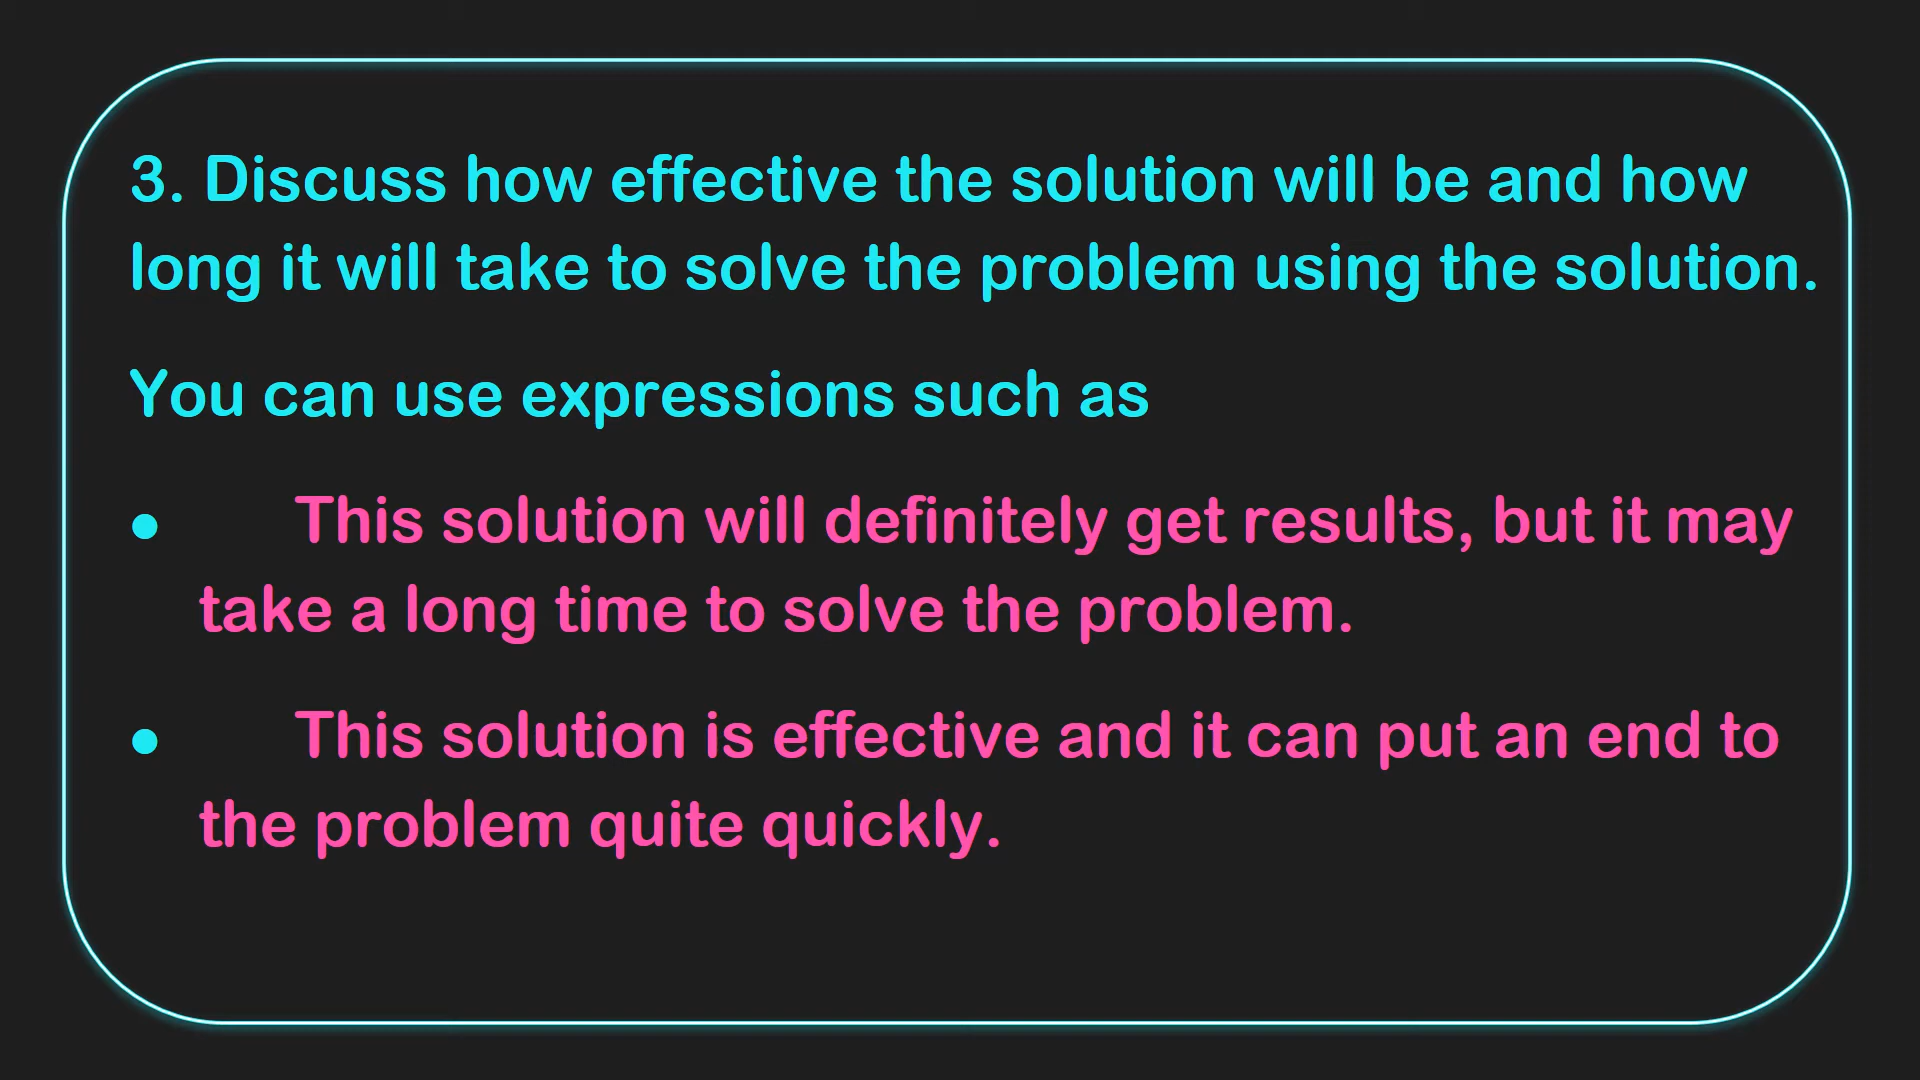 3. Discuss how effective the solution will be and how
long it will take to solve the problem using the solution.
You can use expressions such as
● This solution will definitely get results, but it may
take a long time to solve the problem.
● This solution is effective and it can put an end to
the problem quite quickly.